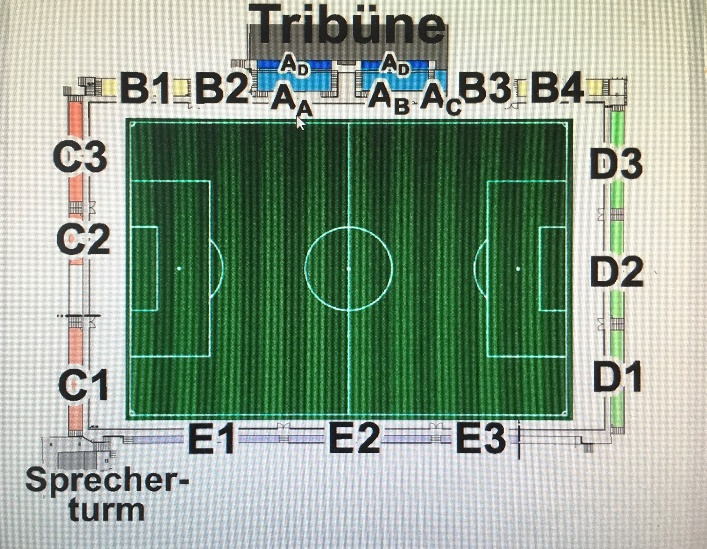 Tribüne
AD AD
B1 B2 AA AB AC B3 B4
C3 D3
C2 D2
C1 D1
E1 E2 E3
Sprecher-
turm